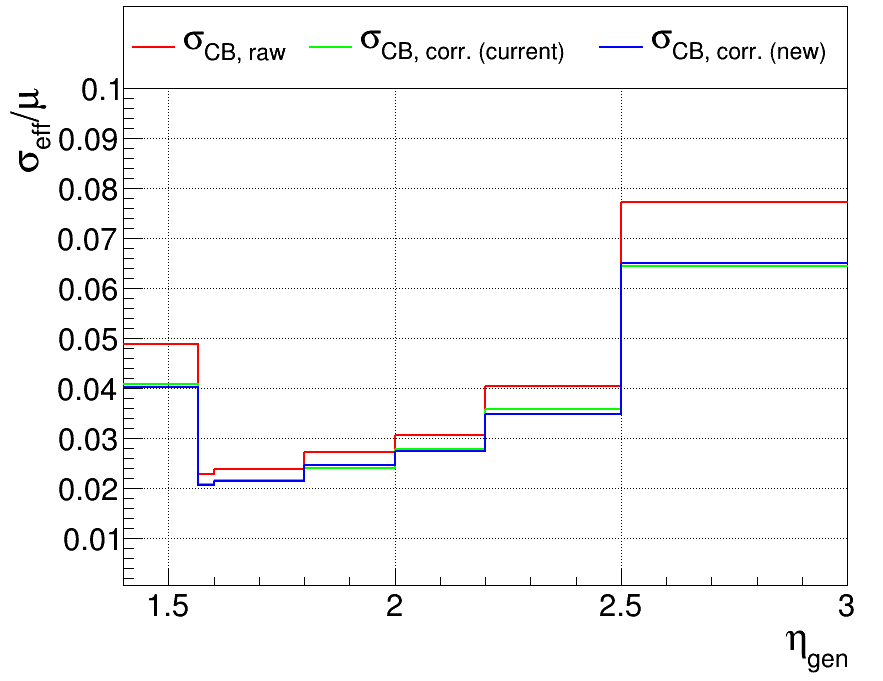 σCB, raw σCB, corr. (current) σCB, corr. (new)
σeff/μ
0.1
0.09
0.08
0.07
0.06
0.05
0.04
0.03
0.02
0.01
1.5 2 2.5 3
ηgen